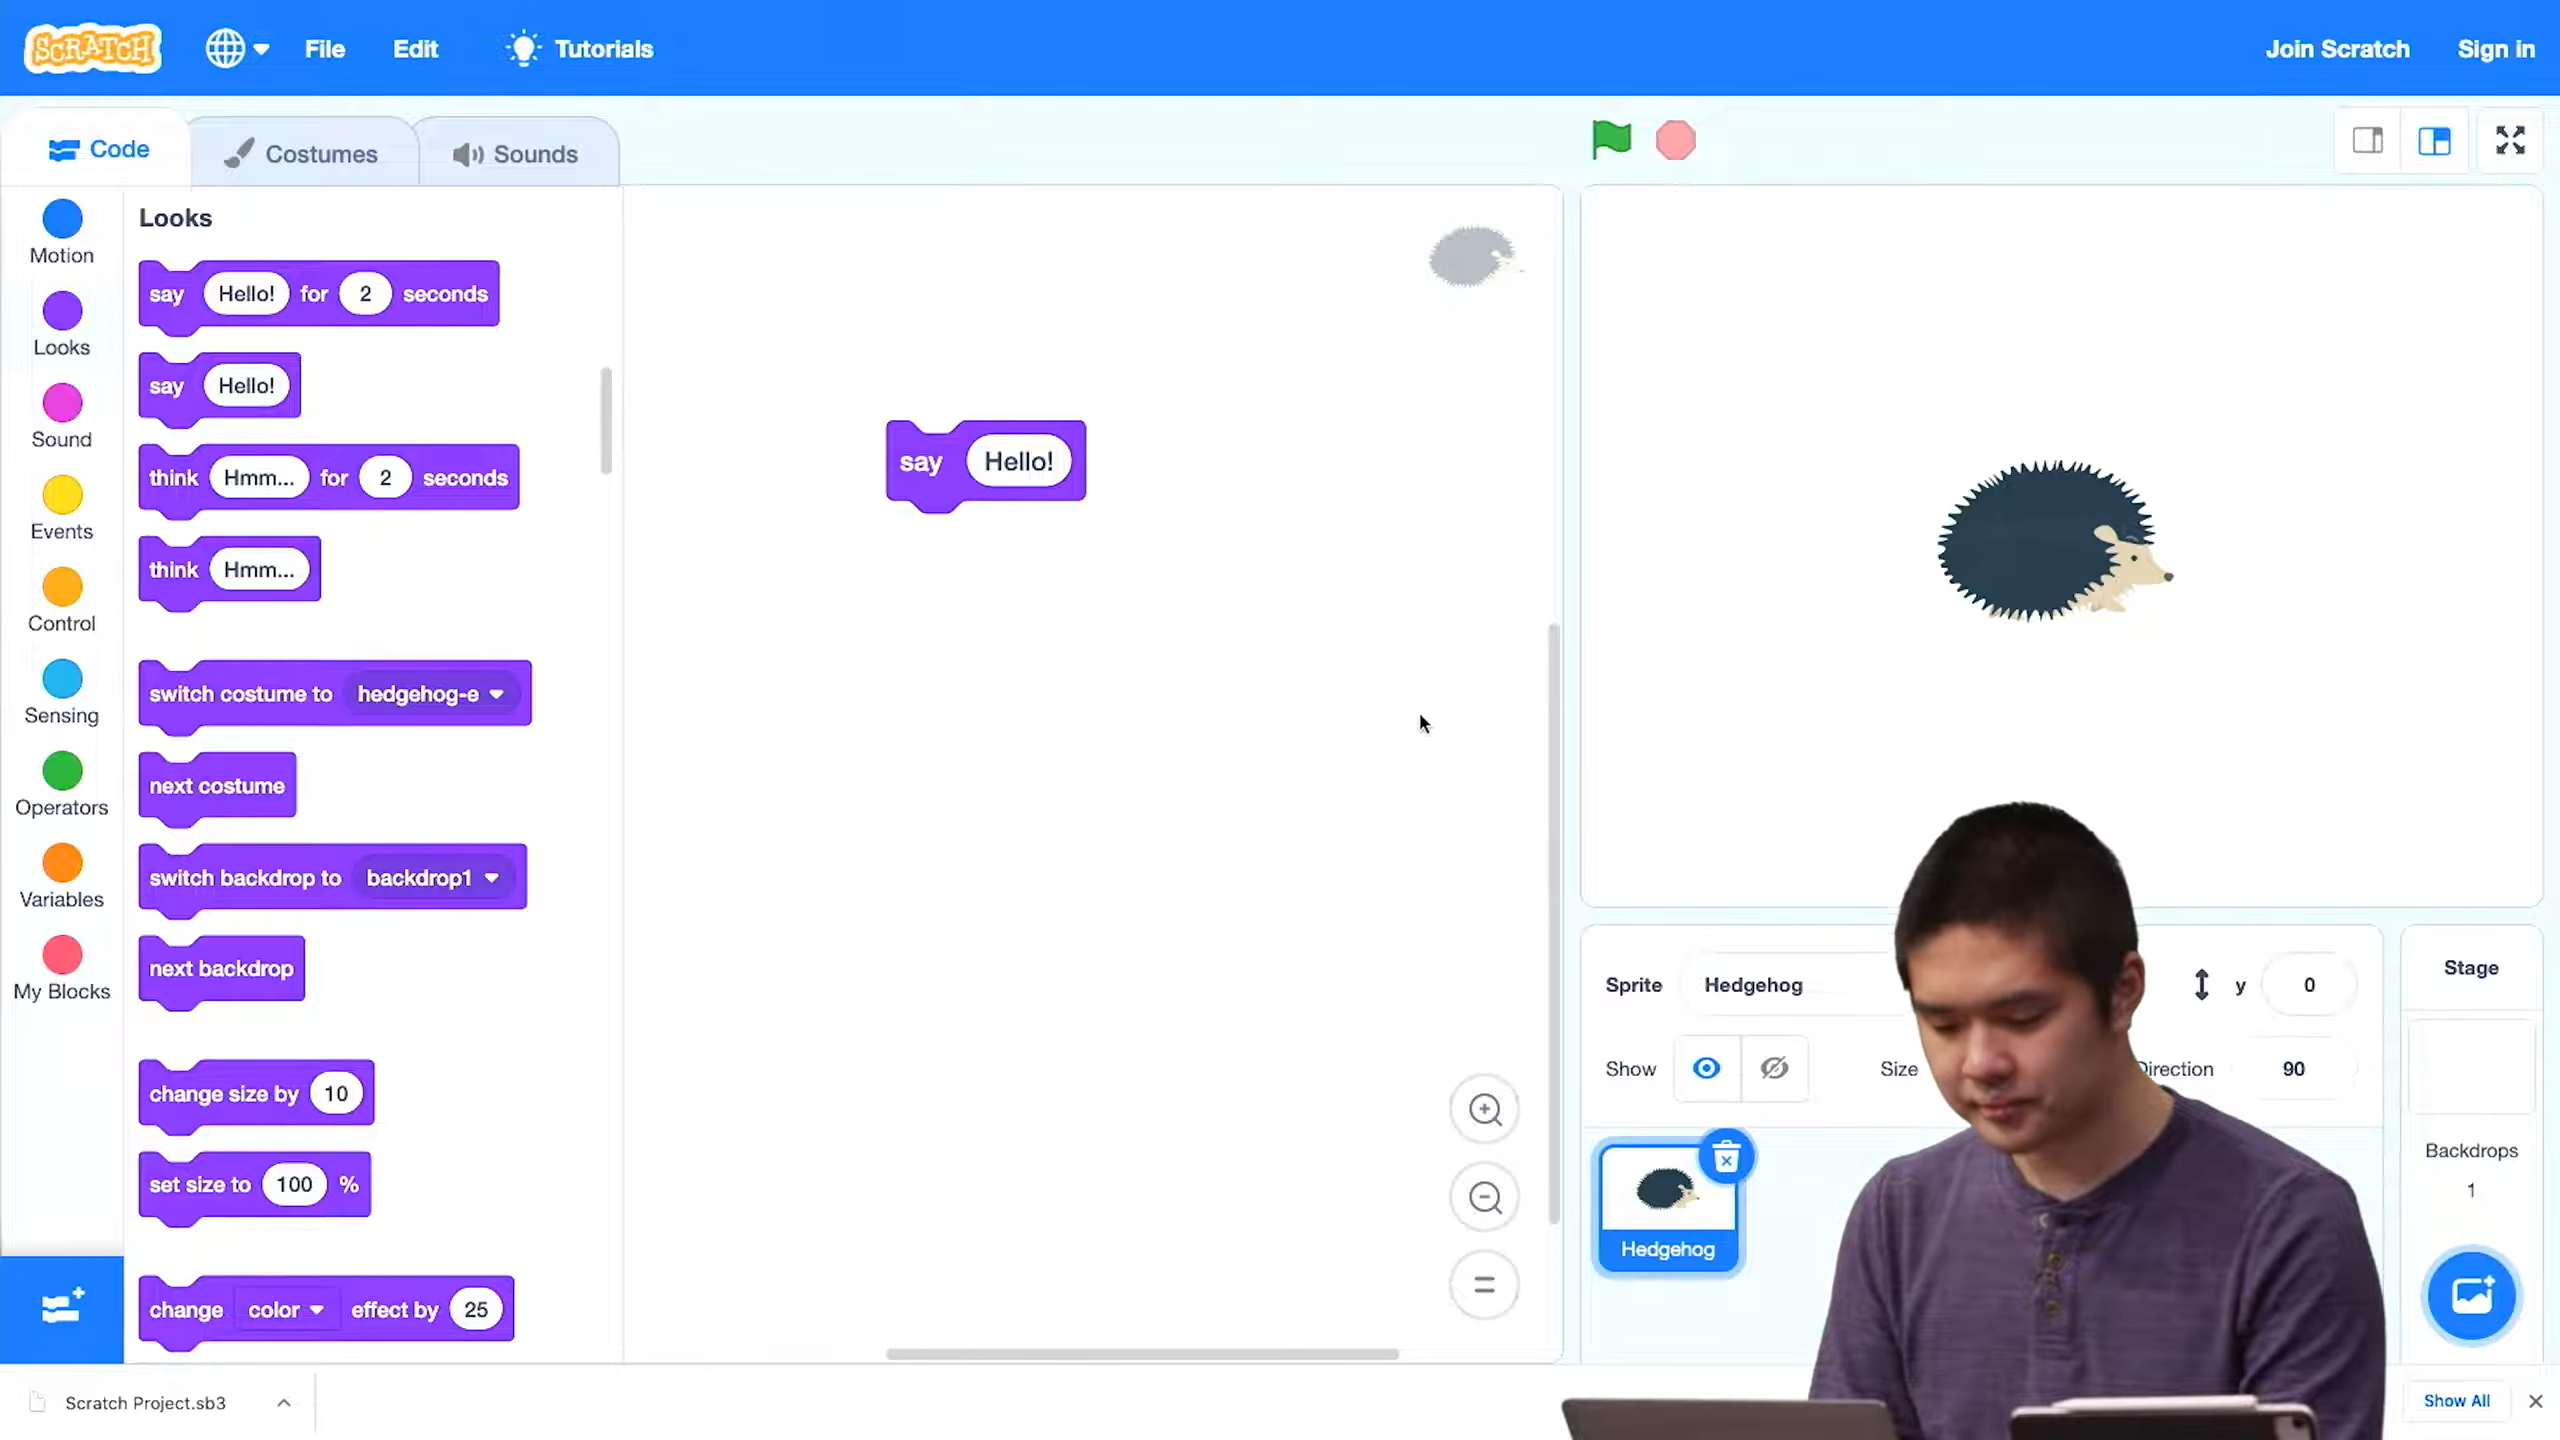 SCRATCH File Edit Tutorials Join Scratch Sign in
Code Costumes Sounds
Motion
Looks
Sound
Events
Control
Sensing
Operators
Variables
My Blocks
Looks
say Hello! for 2 seconds
say Hello!
think Hmm... for 2 seconds
think Hmm...
switch costume to hedgehog-e
next costume
switch backdrop to backdrop1
next backdrop
change size by 10
set size to 100 %
change color effect by 25
say Hello!
Sprite Hedgehog y 0
Show Size Direction 90
Hedgehog
Stage
Backdrops
1
Scratch Project.sb3
Show All